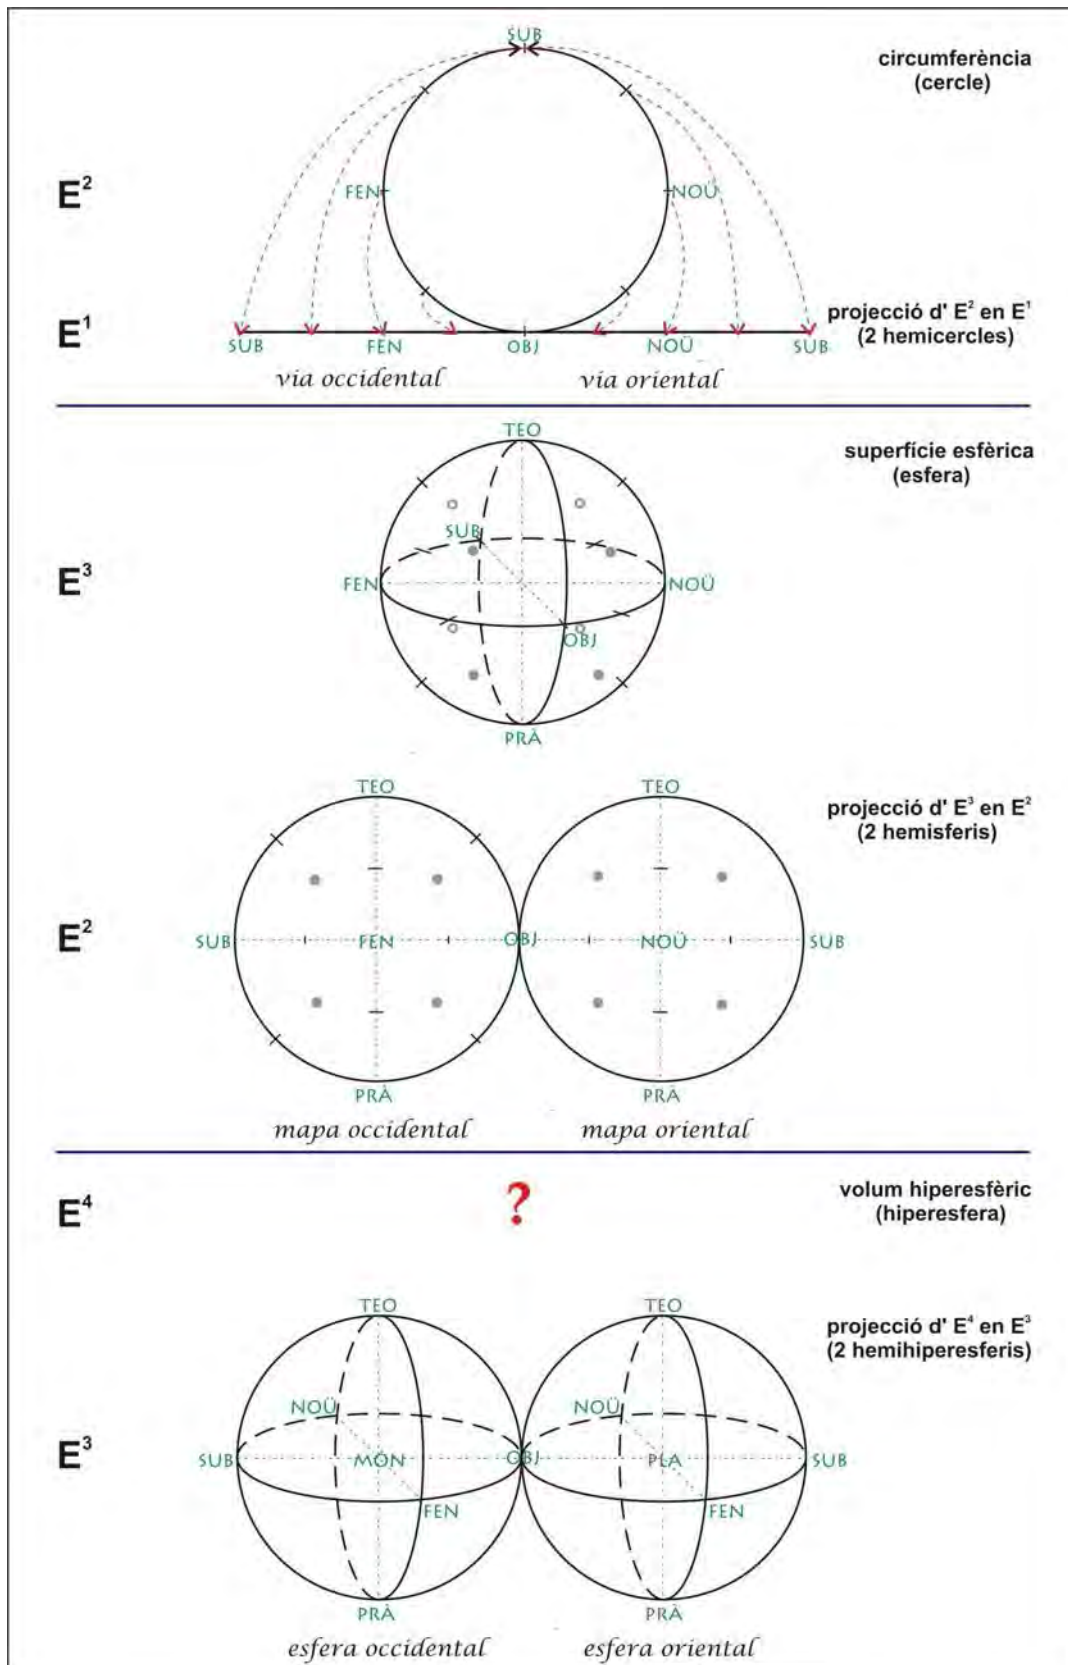 SUB
circumferència
(cercle)
E²
FEN
NOÜ
E¹
projecció d' E² en E¹
(2 hemicercles)
SUB FEN OBJ NOÜ SUB
via occidental via oriental
TEO
superfície esfèrica
(esfera)
SUB
E³
FEN
NOÜ
OBJ
PRÀ
TEO TEO
projecció d' E³ en E²
(2 hemisferis)
E²
SUB FEN OBJ NOÜ SUB
PRÀ PRÀ
mapa occidental mapa oriental
E⁴
?
volum hiperesfèric
(hiperesfera)
TEO TEO
projecció d' E⁴ en E³
(2 hemihiperesferis)
NOÜ NOÜ
E³
SUB MÓN OBJ PLA SUB
FEN FEN
PRÀ PRÀ
esfera occidental esfera oriental